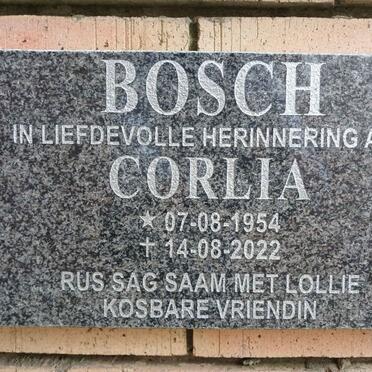 BOSCH
IN LIEFDEVOLLE HERINNERING A
CORLIA
★ 07-08-1954
✝ 14-08-2022
RUS SAG SAAM MET LOLLIE
KOSBARE VRIENDIN